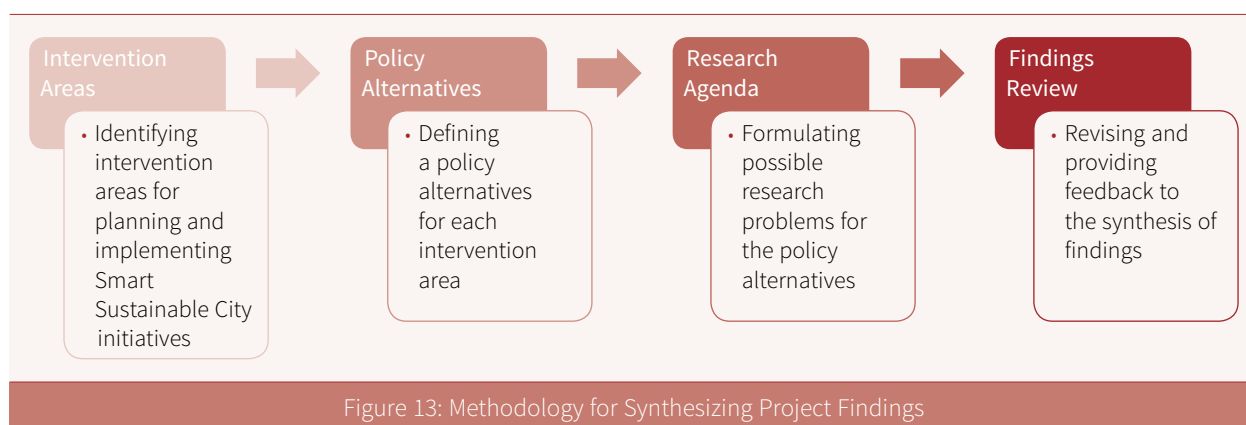 Intervention
Areas
• Identifying
intervention
areas for
planning and
implementing
Smart
Sustainable City
initiatives
Policy
Alternatives
• Defining
a policy
alternatives
for each
intervention
area
Research
Agenda
• Formulating
possible
research
problems for
the policy
alternatives
Findings
Review
• Revising and
providing
feedback to
the synthesis of
findings
Figure 13: Methodology for Synthesizing Project Findings